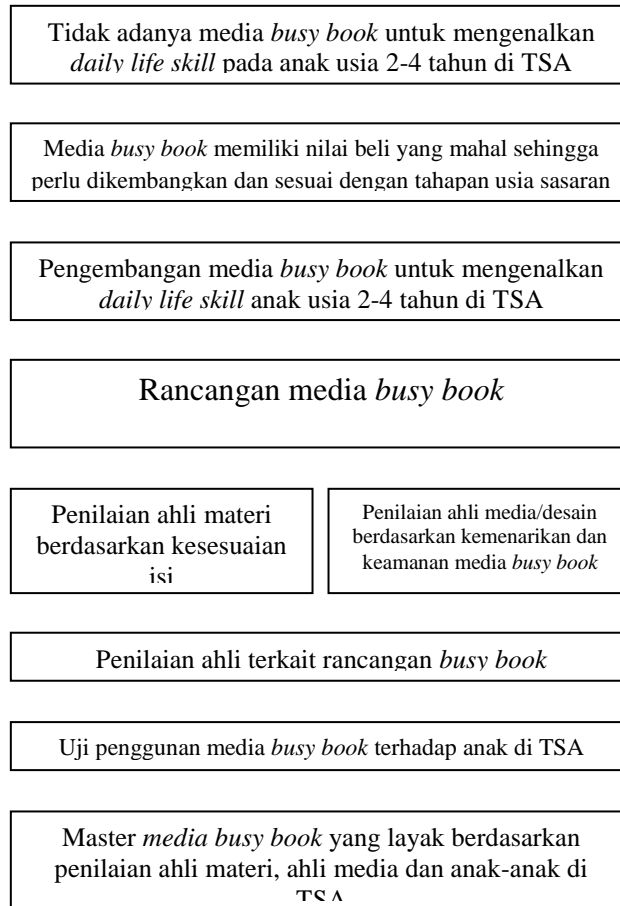 Tidak adanya media busy book untuk mengenalkan
daily life skill pada anak usia 2-4 tahun di TSA
Media busy book memiliki nilai beli yang mahal sehingga
perlu dikembangkan dan sesuai dengan tahapan usia sasaran
Pengembangan media busy book untuk mengenalkan
daily life skill anak usia 2-4 tahun di TSA
Rancangan media busy book
Penilaian ahli materi
berdasarkan kesesuaian
isi
Penilaian ahli media/desain
berdasarkan kemenarikan dan
keamanan media busy book
Penilaian ahli terkait rancangan busy book
Uji penggunan media busy book terhadap anak di TSA
Master media busy book yang layak berdasarkan
penilaian ahli materi, ahli media dan anak-anak di
TSA